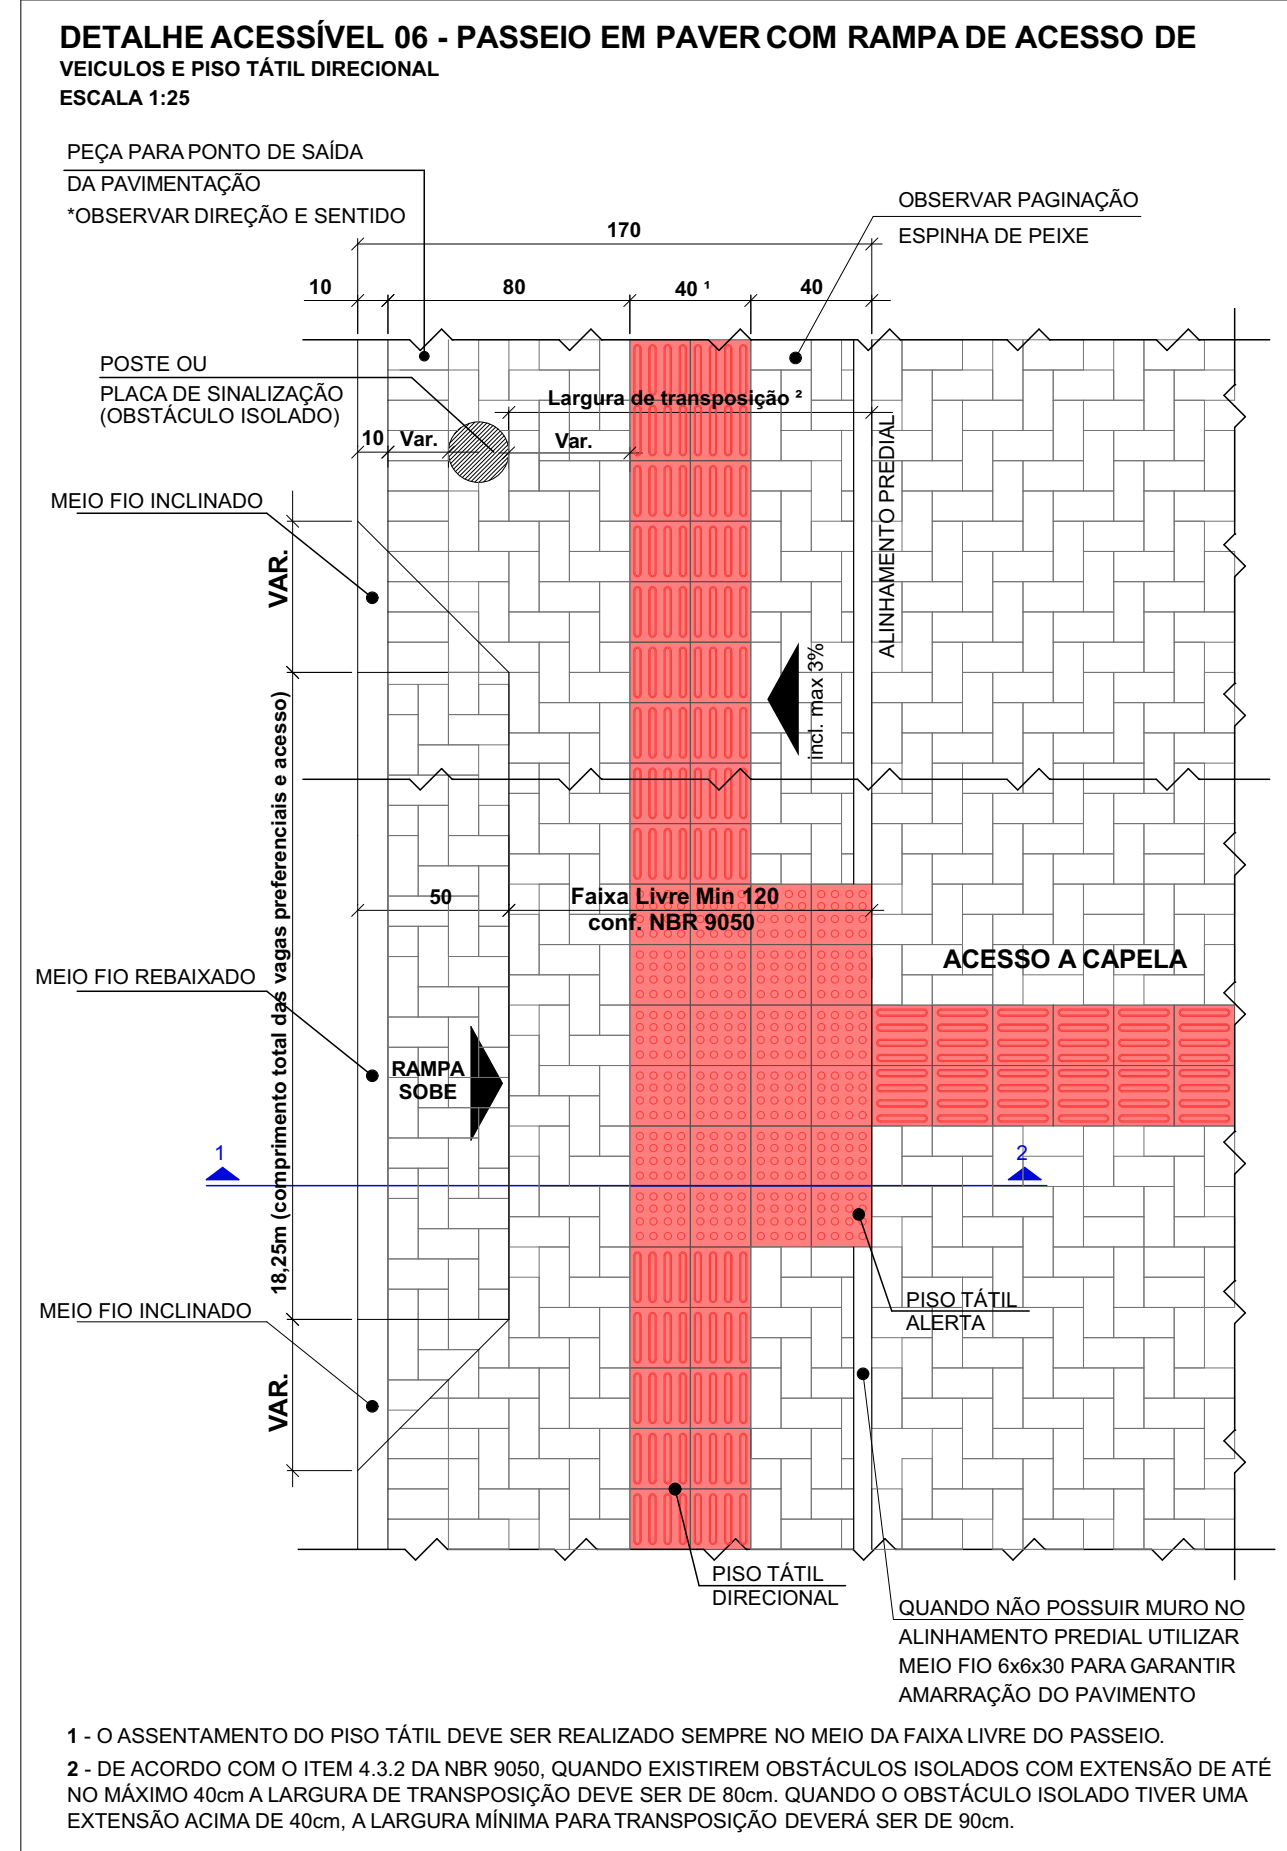 DETALHE ACESSÍVEL 06 - PASSEIO EM PAVER COM RAMPA DE ACESSO DE
VEICULOS E PISO TÁTIL DIRECIONAL
ESCALA 1:25
PEÇA PARA PONTO DE SAÍDA
DA PAVIMENTAÇÃO
*OBSERVAR DIREÇÃO E SENTIDO
OBSERVAR PAGINAÇÃO
ESPINHA DE PEIXE
170
10
80
40 ¹
40
POSTE OU
PLACA DE SINALIZAÇÃO
(OBSTÁCULO ISOLADO)
Largura de transposição ²
10
Var.
Var.
ALINHAMENTO PREDIAL
MEIO FIO INCLINADO
VAR.
incl. max 3%
18,25m (comprimento total das vagas preferenciais e acesso)
50
Faixa Livre Min 120
conf. NBR 9050
ACESSO A CAPELA
MEIO FIO REBAIXADO
RAMPA
SOBE
1
2
MEIO FIO INCLINADO
VAR.
PISO TÁTIL
ALERTA
PISO TÁTIL
DIRECIONAL
QUANDO NÃO POSSUIR MURO NO
ALINHAMENTO PREDIAL UTILIZAR
MEIO FIO 6x6x30 PARA GARANTIR
AMARRAÇÃO DO PAVIMENTO
1 - O ASSENTAMENTO DO PISO TÁTIL DEVE SER REALIZADO SEMPRE NO MEIO DA FAIXA LIVRE DO PASSEIO.
2 - DE ACORDO COM O ITEM 4.3.2 DA NBR 9050, QUANDO EXISTIREM OBSTÁCULOS ISOLADOS COM EXTENSÃO DE ATÉ
NO MÁXIMO 40cm A LARGURA DE TRANSPOSIÇÃO DEVE SER DE 80cm. QUANDO O OBSTÁCULO ISOLADO TIVER UMA
EXTENSÃO ACIMA DE 40cm, A LARGURA MÍNIMA PARA TRANSPOSIÇÃO DEVERÁ SER DE 90cm.